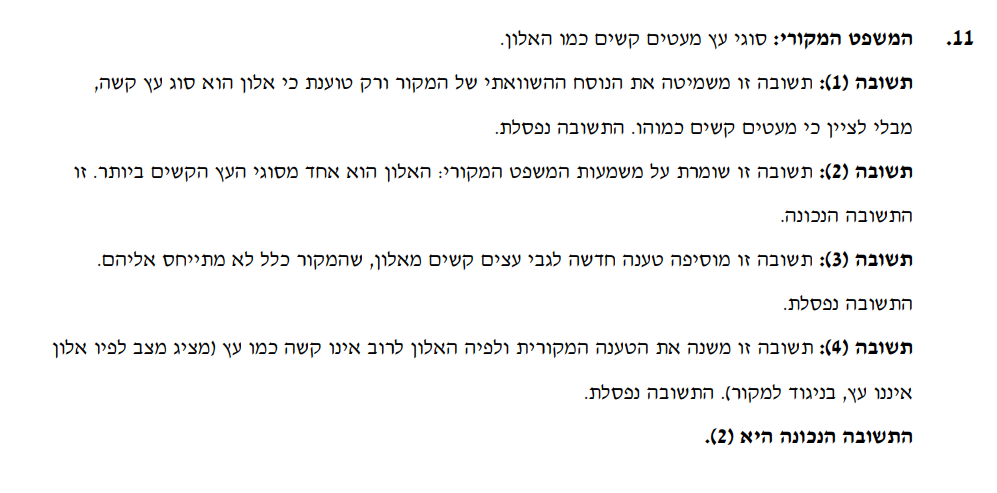 11. המשפט המקורי: סוגי עץ מעטים קשים כמו האלון.
תשובה (1): תשובה זו משמיטה את הנוסח ההשוואתי של המקור ורק טוענת כי אלון הוא סוג עץ קשה,
מבלי לציין כי מעטים קשים כמוהו. התשובה נפסלת.
תשובה (2): תשובה זו שומרת על משמעות המשפט המקורי: האלון הוא אחד מסוגי העץ הקשים ביותר. זו
התשובה הנכונה.
תשובה (3): תשובה זו מוסיפה טענה חדשה לגבי עצים קשים מאלון, שהמקור כלל לא מתייחס אליהם.
התשובה נפסלת.
תשובה (4): תשובה זו משנה את הטענה המקורית ולפיה האלון לרוב אינו קשה כמו עץ (מציג מצב לפיו אלון
איננו עץ, בניגוד למקור). התשובה נפסלת.
התשובה הנכונה היא (2).